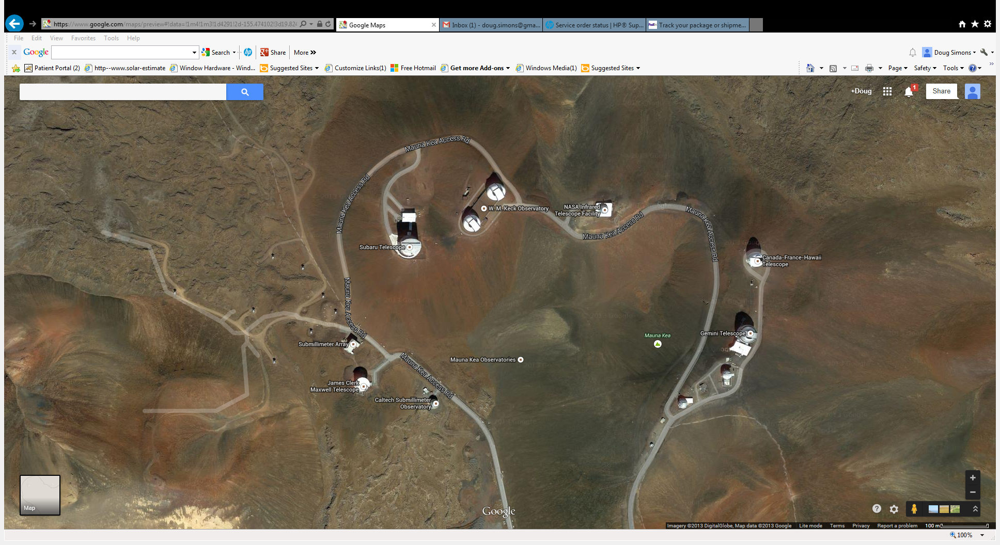 https://www.google.com/maps/preview#!data=!1m4!1m3!1d4291!2d-155.474102!3d19.824
Google Maps
Inbox (1) - doug.simons@gma...
Service order status | HP® Sup...
FedEx
Track your package or shipme...
File Edit View Favorites Tools Help
x Google
Search
hp
Share
More »
Doug Simons
Patient Portal (2)
http--www.solar-estimate
Window Hardware - Wind...
Suggested Sites
Customize Links(1)
Free Hotmail
Get more Add-ons
Windows Media(1)
Suggested Sites
Page
Safety
Tools
+Doug
1
Share
Mauna Kea Access Rd
Mauna Kea Access Rd
W. M. Keck Observatory
NASA Infrared
Telescope Facility
Mauna Kea Access Rd
Mauna Kea Access Rd
Subaru Telescope
Canada-France-Hawaii
Telescope
Mauna Kea Access Rd
Mauna Kea
Gemini Telescope
Submillimeter Array
Mauna Kea Observatories
Mauna Kea Access Rd
James Clerk
Maxwell Telescope
Caltech Submillimeter
Observatory
Map
Google
Imagery ©2013 DigitalGlobe, Map data ©2013 Google
Lite mode
Terms
Privacy
Report a problem
100 m
100%